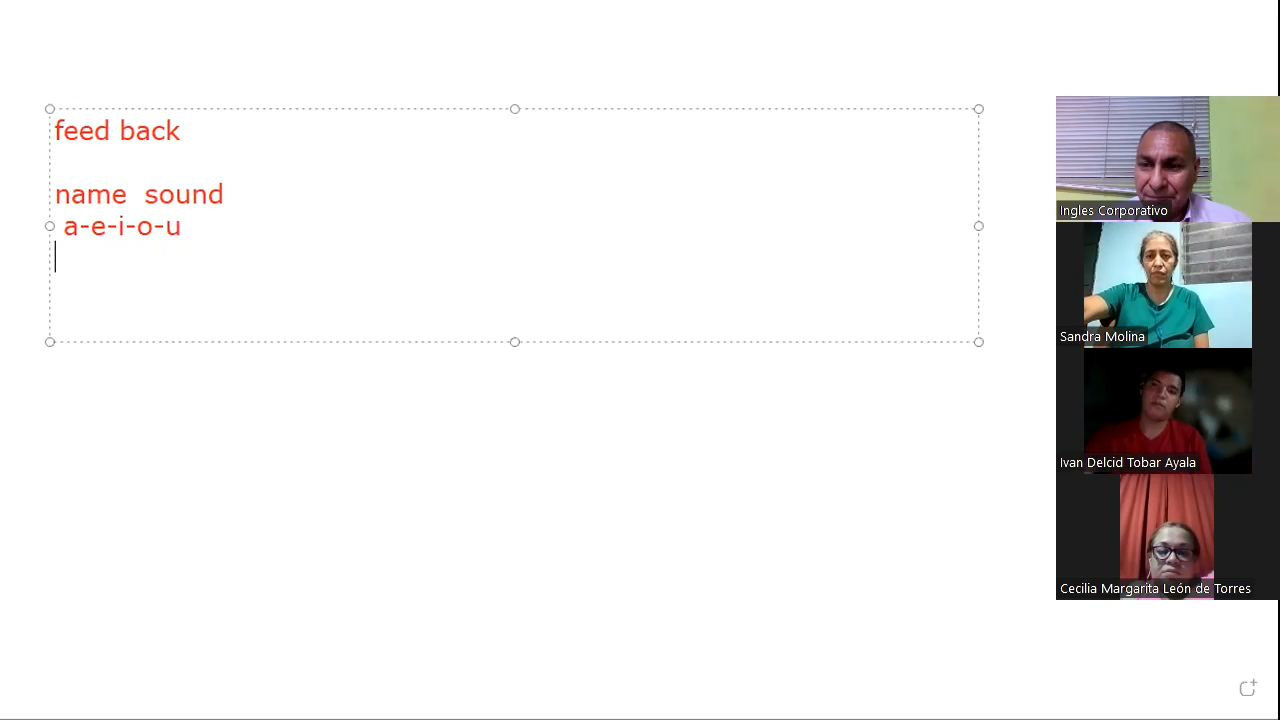 feed back
name  sound
a-e-i-o-u
Ingles Corporativo
Sandra Molina
Ivan Delcid Tobar Ayala
Cecilia Margarita León de Torres